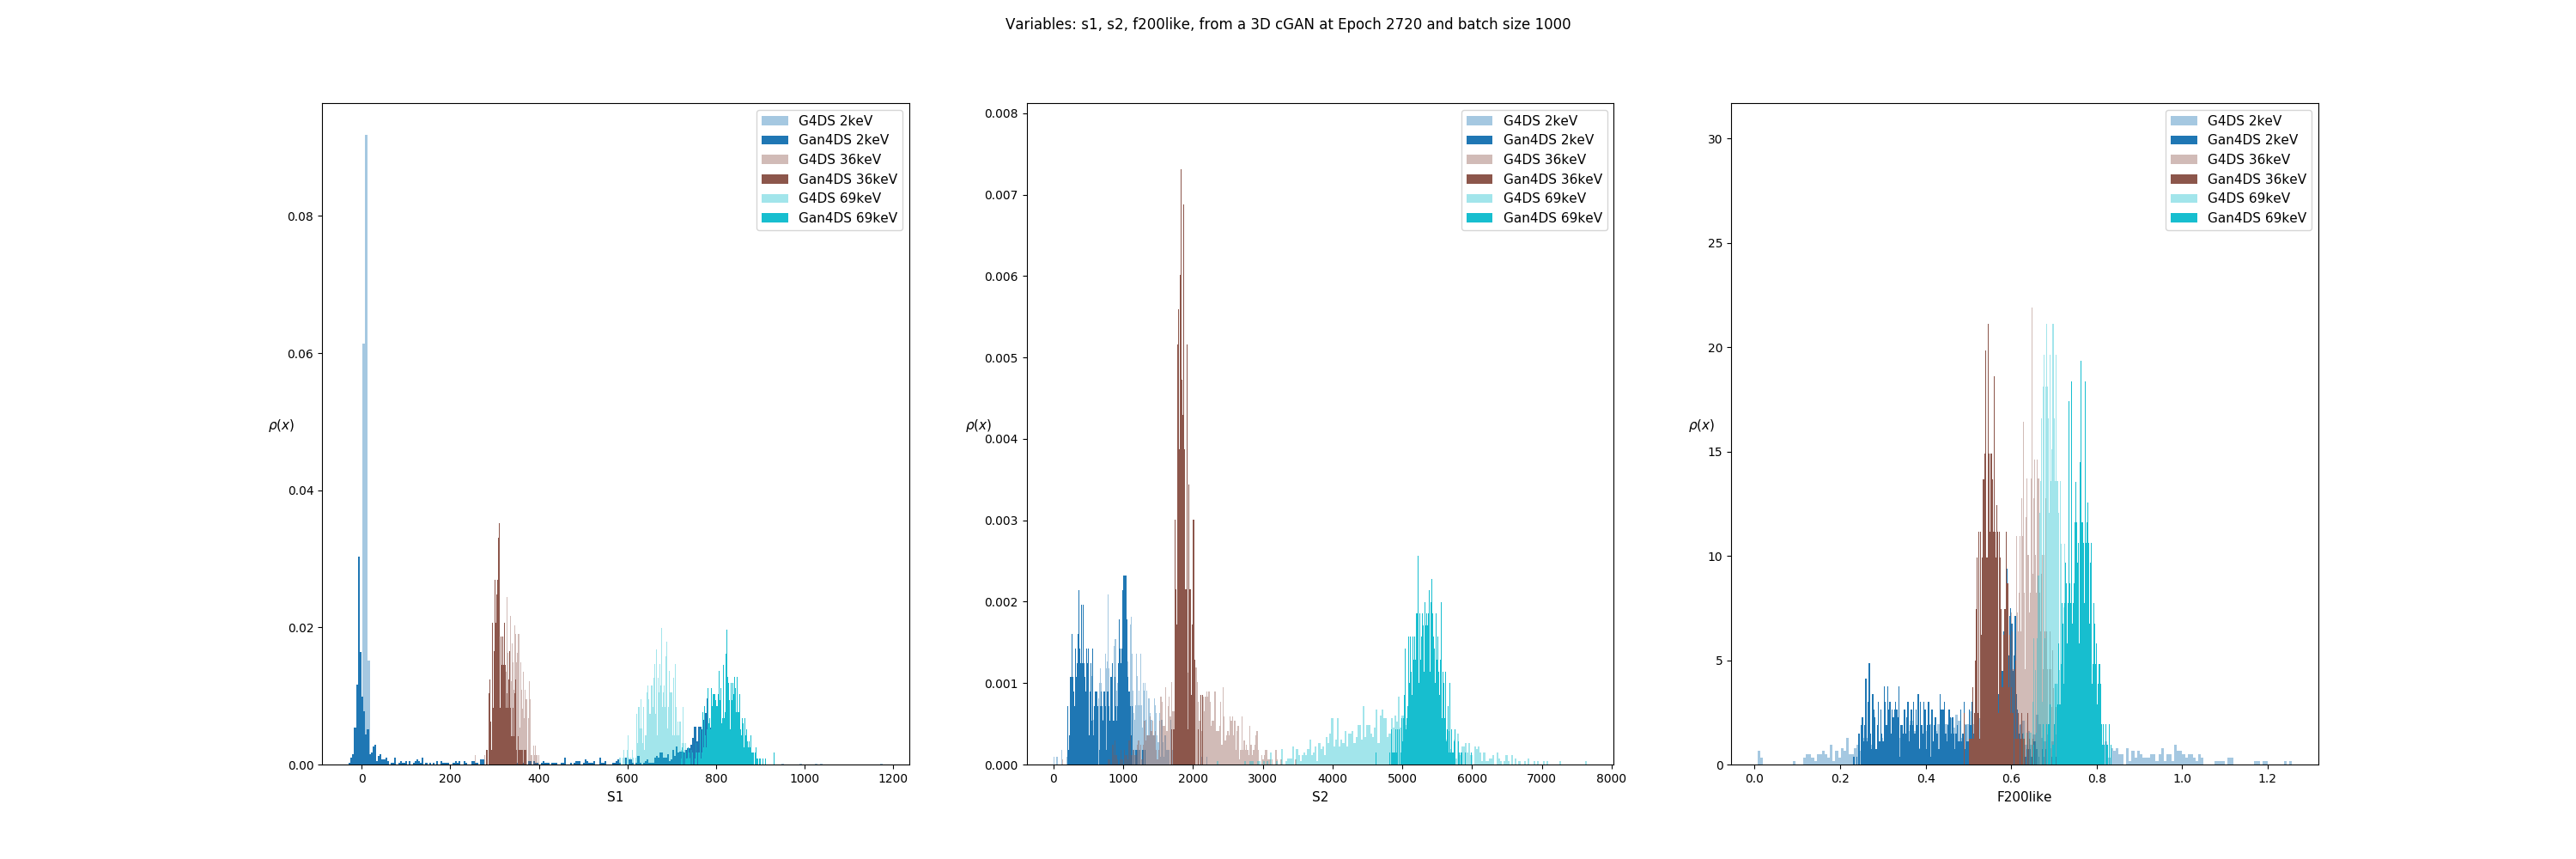 Variables: s1, s2, f200like, from a 3D cGAN at Epoch 2720 and batch size 1000
ρ(x)
0.08
0.06
0.04
0.02
0.00
0 200 400 600 800 1000 1200
S1
G4DS 2keV
Gan4DS 2keV
G4DS 36keV
Gan4DS 36keV
G4DS 69keV
Gan4DS 69keV
ρ(x)
0.008
0.007
0.006
0.005
0.004
0.003
0.002
0.001
0.000
0 1000 2000 3000 4000 5000 6000 7000 8000
S2
G4DS 2keV
Gan4DS 2keV
G4DS 36keV
Gan4DS 36keV
G4DS 69keV
Gan4DS 69keV
ρ(x)
30
25
20
15
10
5
0
0.0 0.2 0.4 0.6 0.8 1.0 1.2
F200like
G4DS 2keV
Gan4DS 2keV
G4DS 36keV
Gan4DS 36keV
G4DS 69keV
Gan4DS 69keV